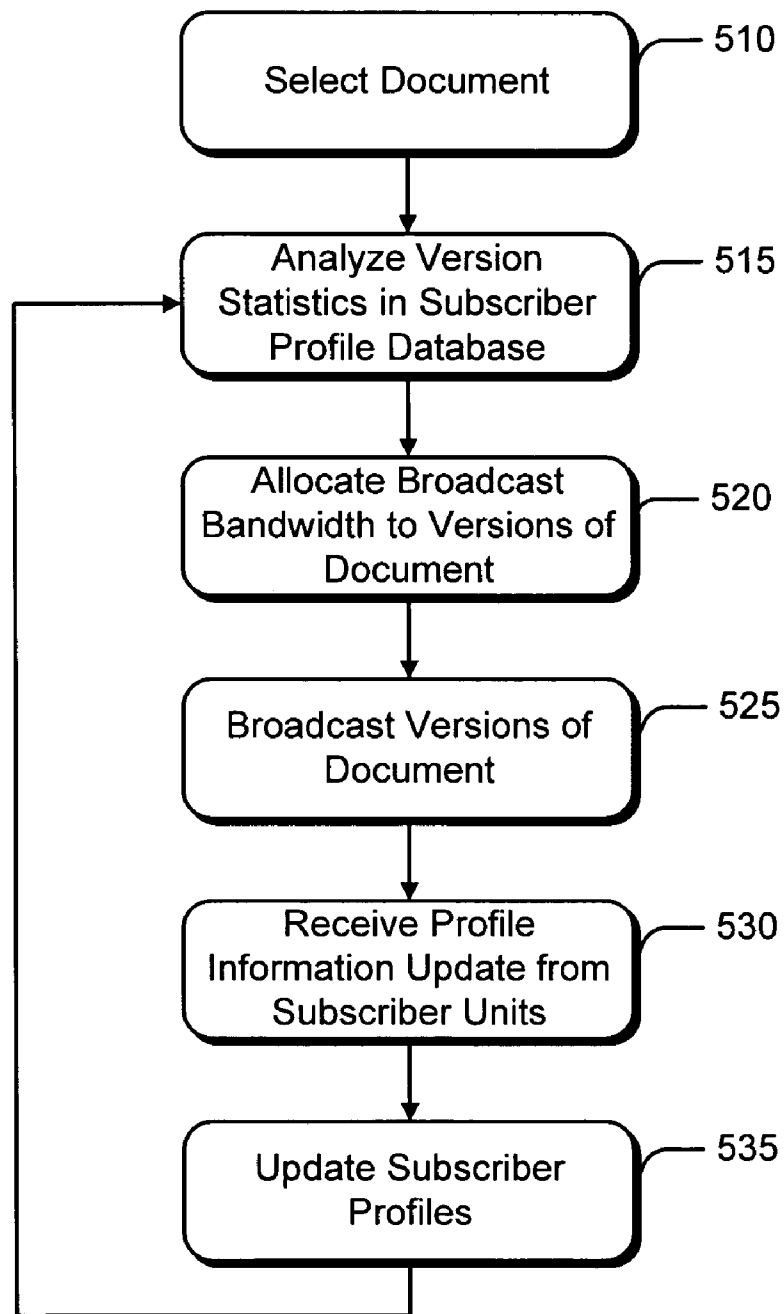 510
Select Document
515
Analyze Version
Statistics in Subscriber
Profile Database
520
Allocate Broadcast
Bandwidth to Versions of
Document
525
Broadcast Versions of
Document
530
Receive Profile
Information Update from
Subscriber Units
535
Update Subscriber
Profiles